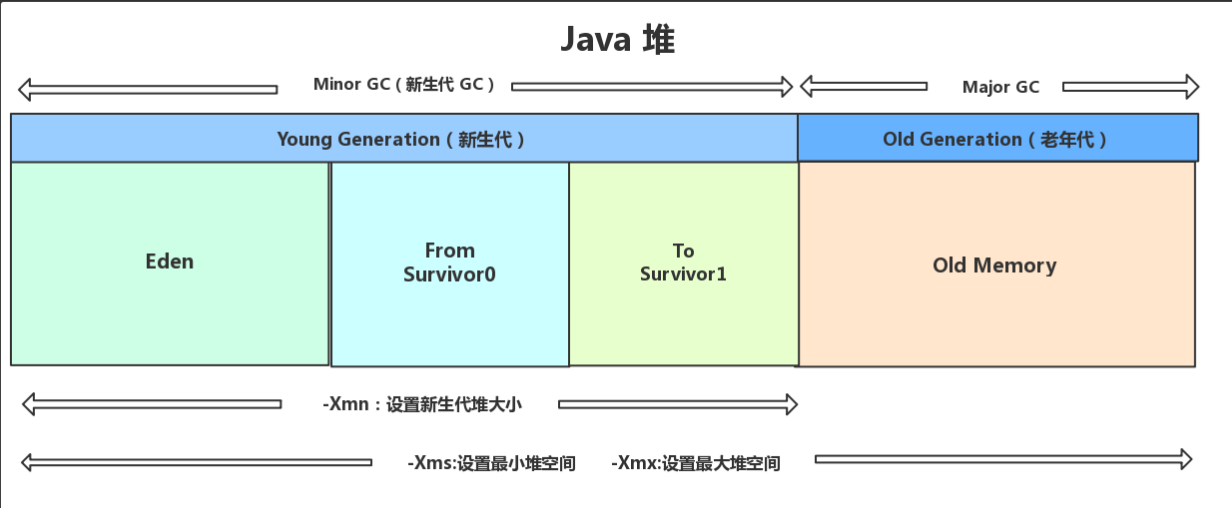 Java 堆
Minor GC（新生代 GC）
Major GC
Young Generation（新生代）
Old Generation（老年代）
Eden
From
Survivor0
To
Survivor1
Old Memory
-Xmn：设置新生代堆大小
-Xms:设置最小堆空间
-Xmx:设置最大堆空间